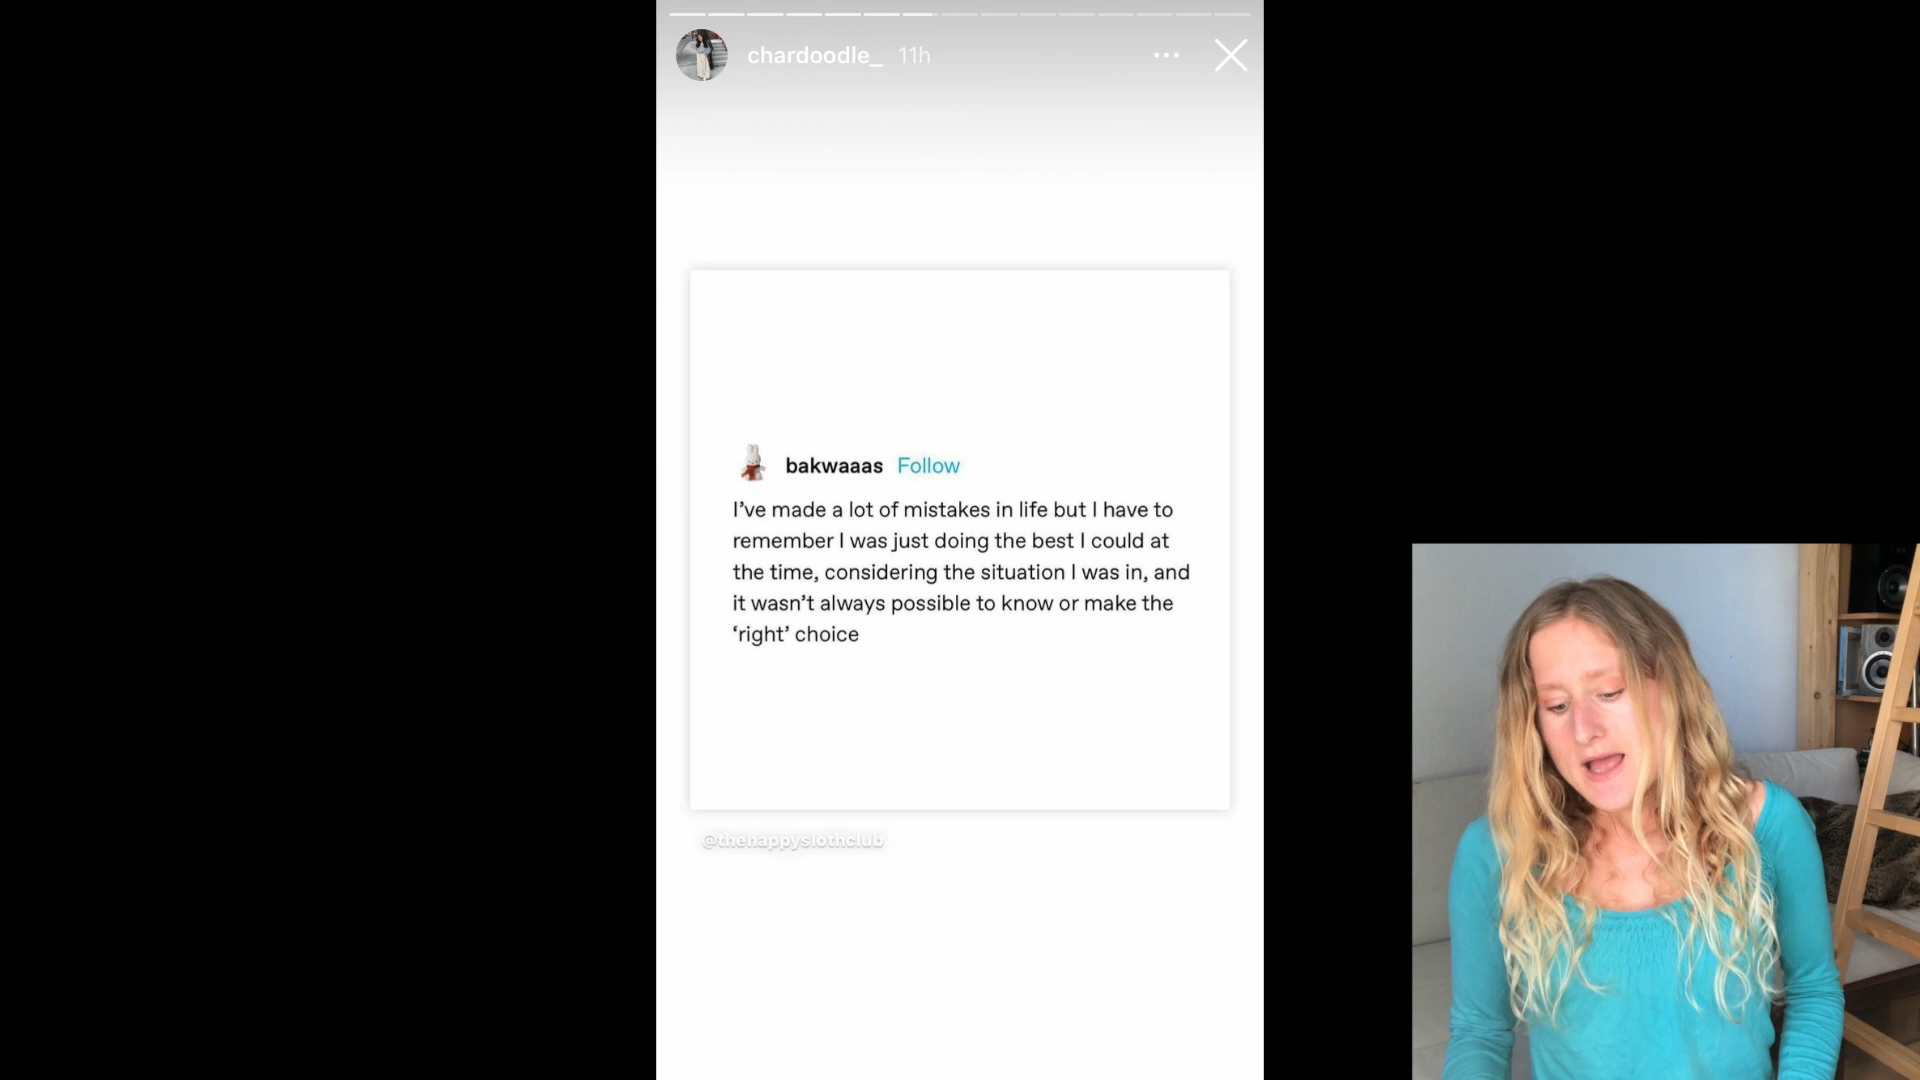 chardoodle_ 11h
bakwaaas Follow
I’ve made a lot of mistakes in life but I have to
remember I was just doing the best I could at
the time, considering the situation I was in, and
it wasn’t always possible to know or make the
‘right’ choice
@thehappyslothclub